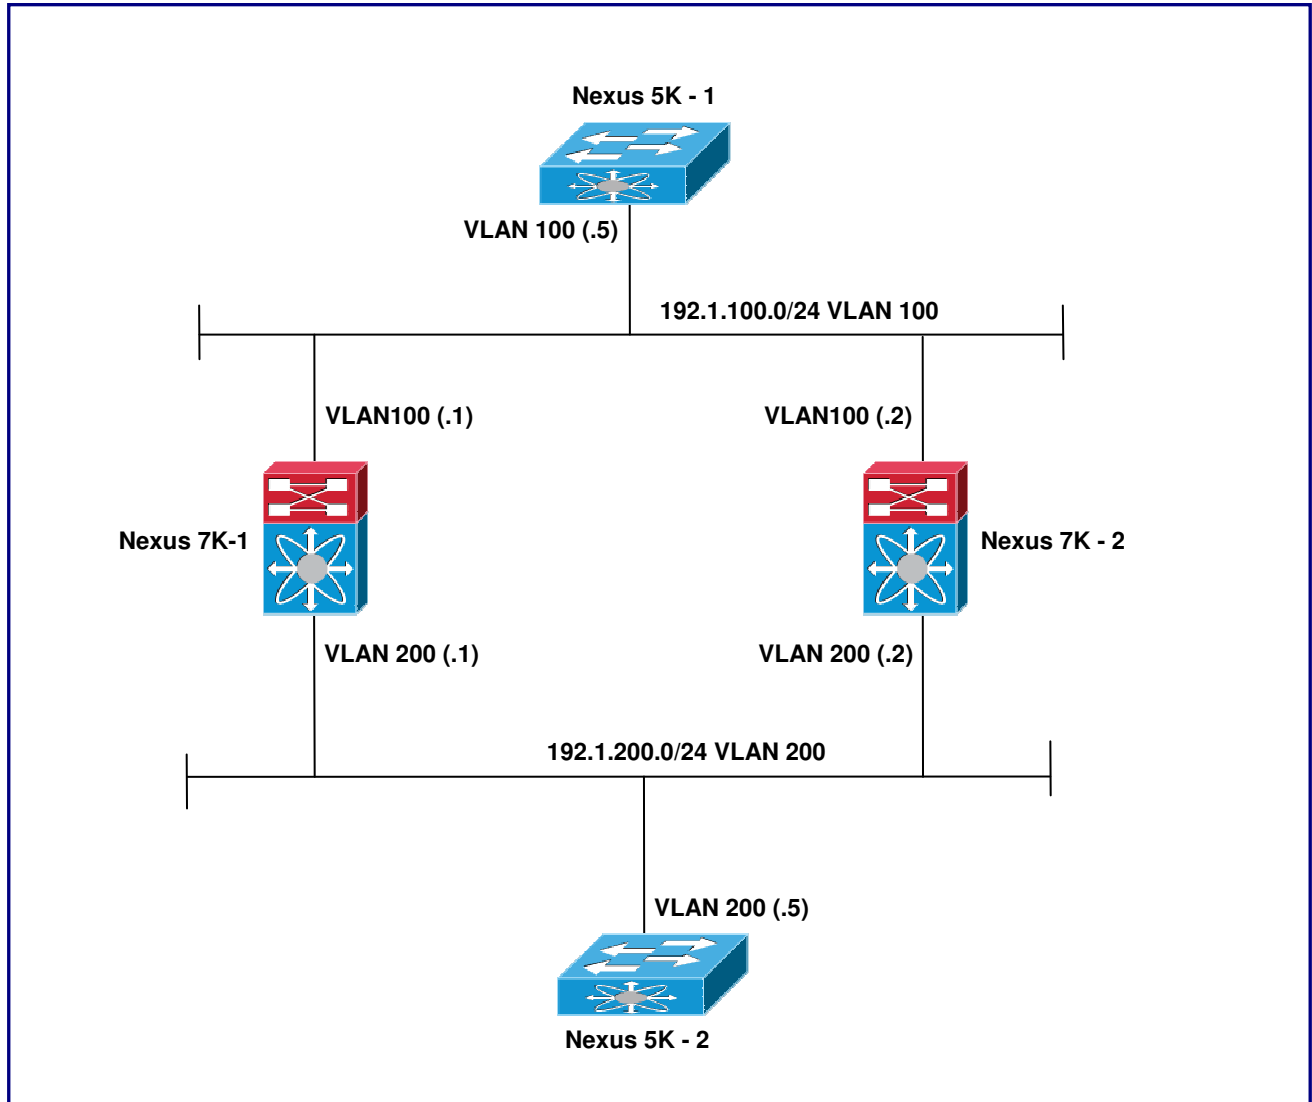 Nexus 5K - 1
VLAN 100 (.5)
192.1.100.0/24 VLAN 100
VLAN100 (.1)
VLAN100 (.2)
Nexus 7K-1
Nexus 7K - 2
VLAN 200 (.1)
VLAN 200 (.2)
192.1.200.0/24 VLAN 200
VLAN 200 (.5)
Nexus 5K - 2